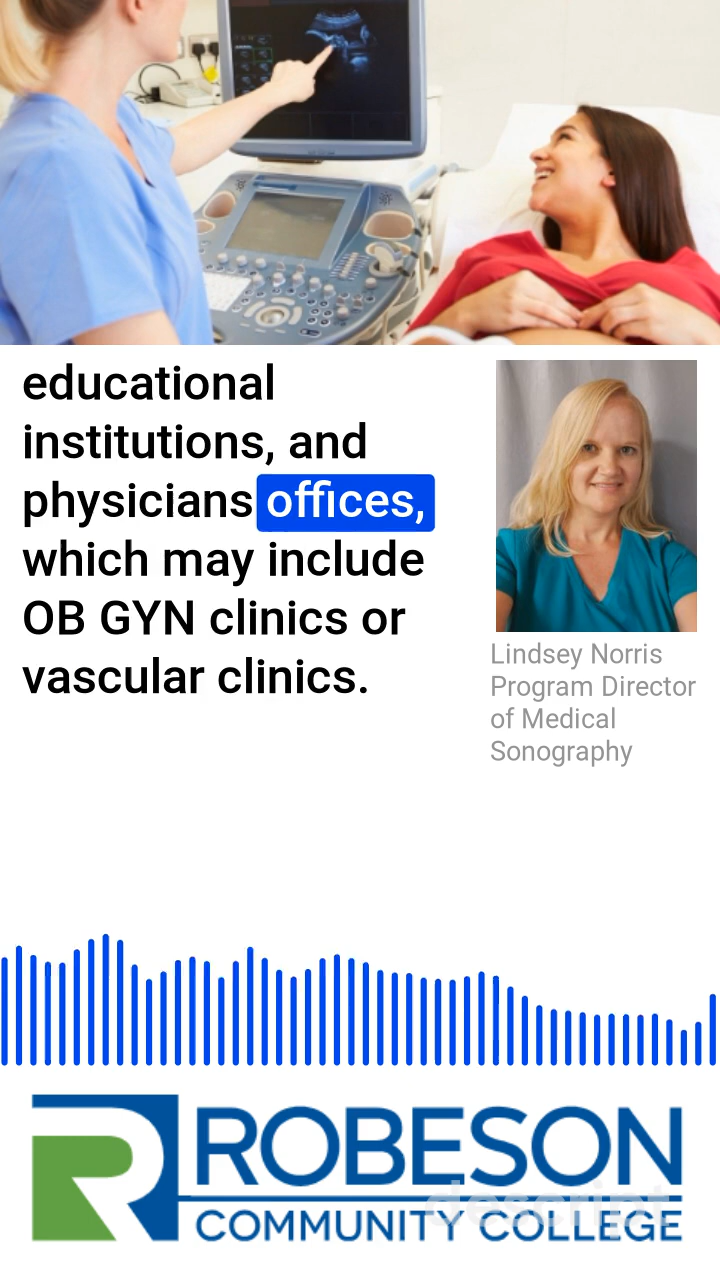 educational
institutions, and
physicians offices,
which may include
OB GYN clinics or
vascular clinics.
Lindsey Norris
Program Director
of Medical
Sonography
ROBESON
COMMUNITY COLLEGE
descript